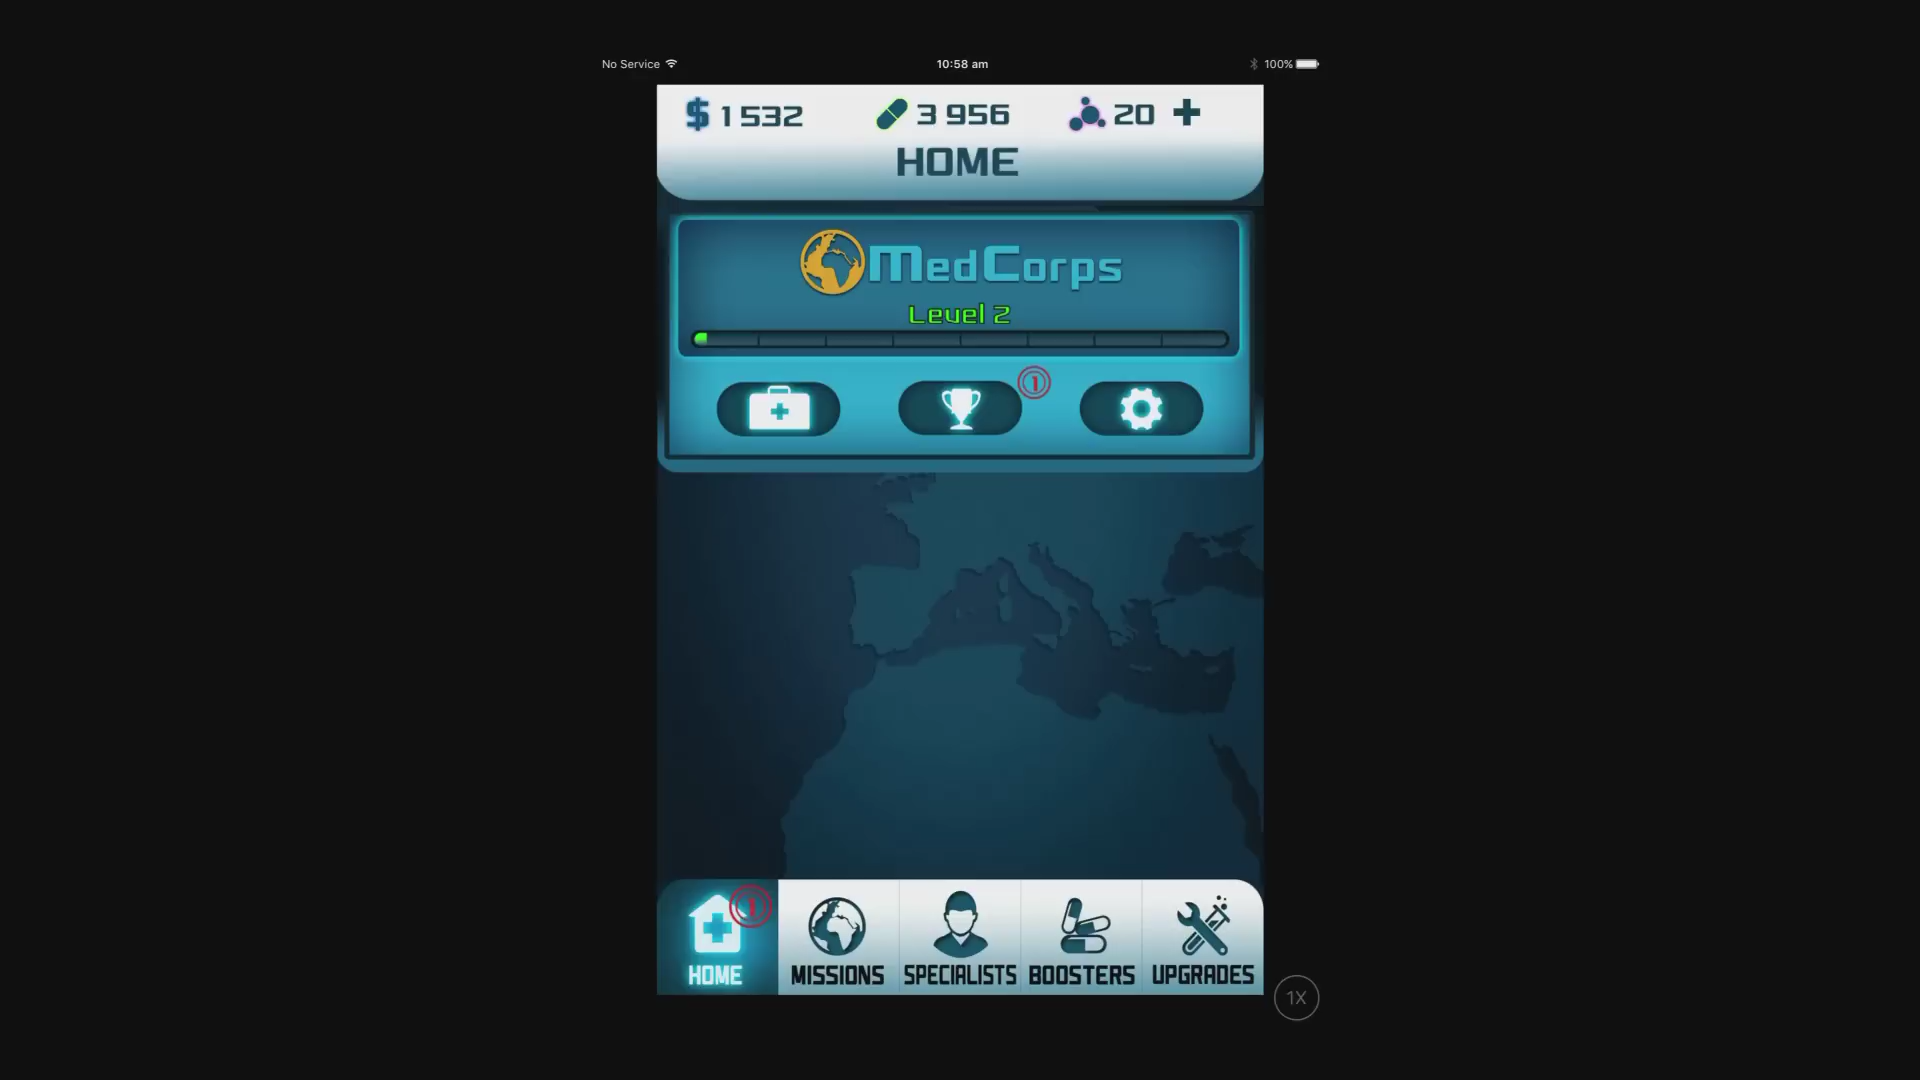 No Service 10:58 am 100%
$ 1 532 3 956 20 +
HOME
MedCorps
Level 2
1
1
HOME MISSIONS SPECIALISTS BOOSTERS UPGRADES
1X